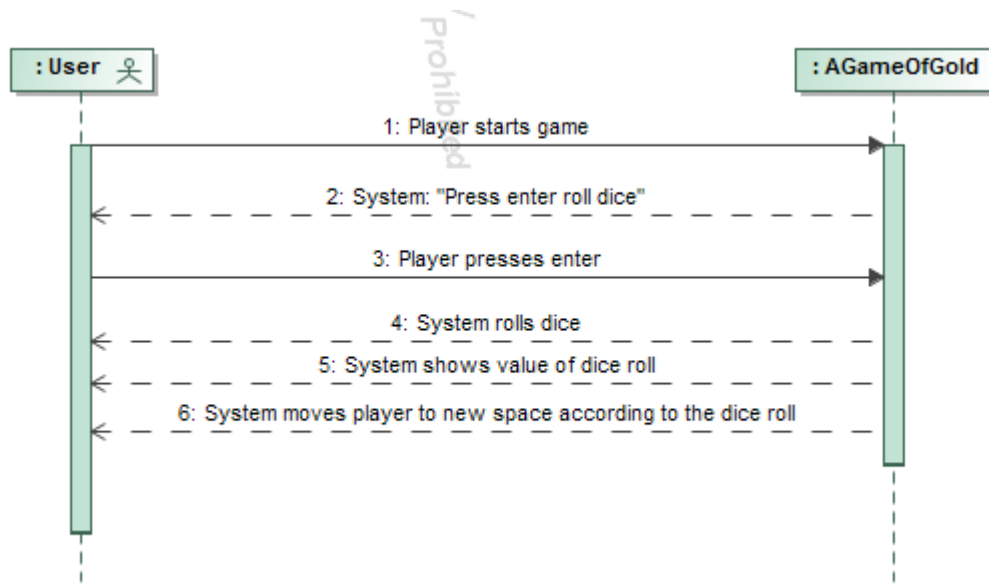 : User
: AGameOfGold
Prohibited
1: Player starts game
2: System: "Press enter roll dice"
3: Player presses enter
4: System rolls dice
5: System shows value of dice roll
6: System moves player to new space according to the dice roll